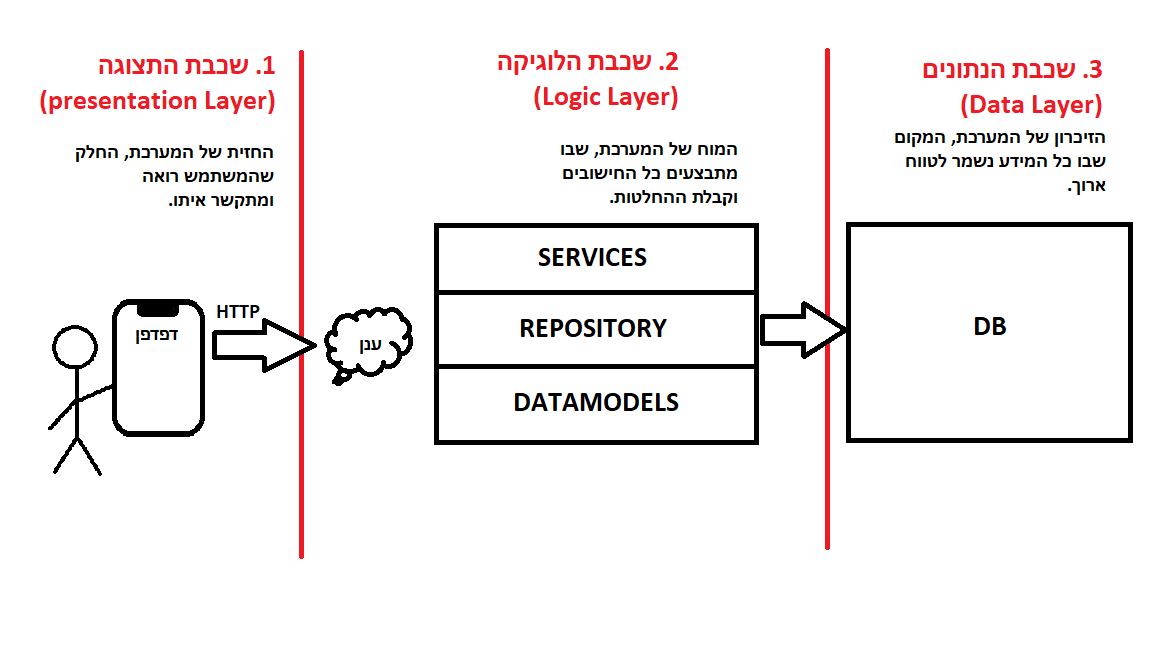 1. שכבת התצוגה
(presentation Layer)
החזית של המערכת, החלק
שהמשתמש רואה
ומתקשר איתו.
דפדפן
HTTP
2. שכבת הלוגיקה
(Logic Layer)
המוח של המערכת, שבו
מתבצעים כל החישובים
וקבלת ההחלטות.
ענן
SERVICES
REPOSITORY
DATAMODELS
3. שכבת הנתונים
(Data Layer)
הזיכרון של המערכת, המקום
שבו כל המידע נשמר לטווח
ארוך.
DB